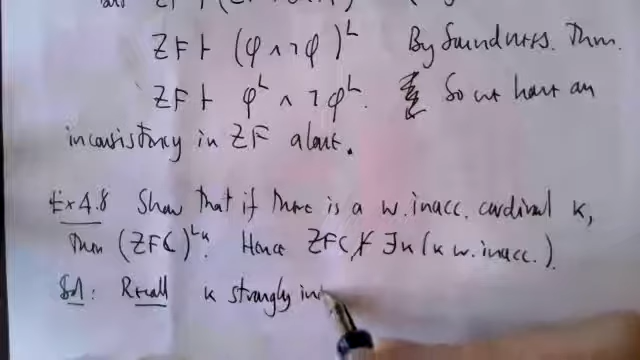 ZF ⊢ (φ ∧ ¬φ)^L By Soundness. Thm.
ZF ⊢ φ^L ∧ ¬φ^L. So we have an
inconsistency in ZF alone.
Ex 4.8 Show that if there is a w. inacc. cardinal κ,
then (ZFC)^{L_κ}. Hence ZFC ⊬ ∃κ(κ w. inacc.).
Sol: Recall κ strongly in